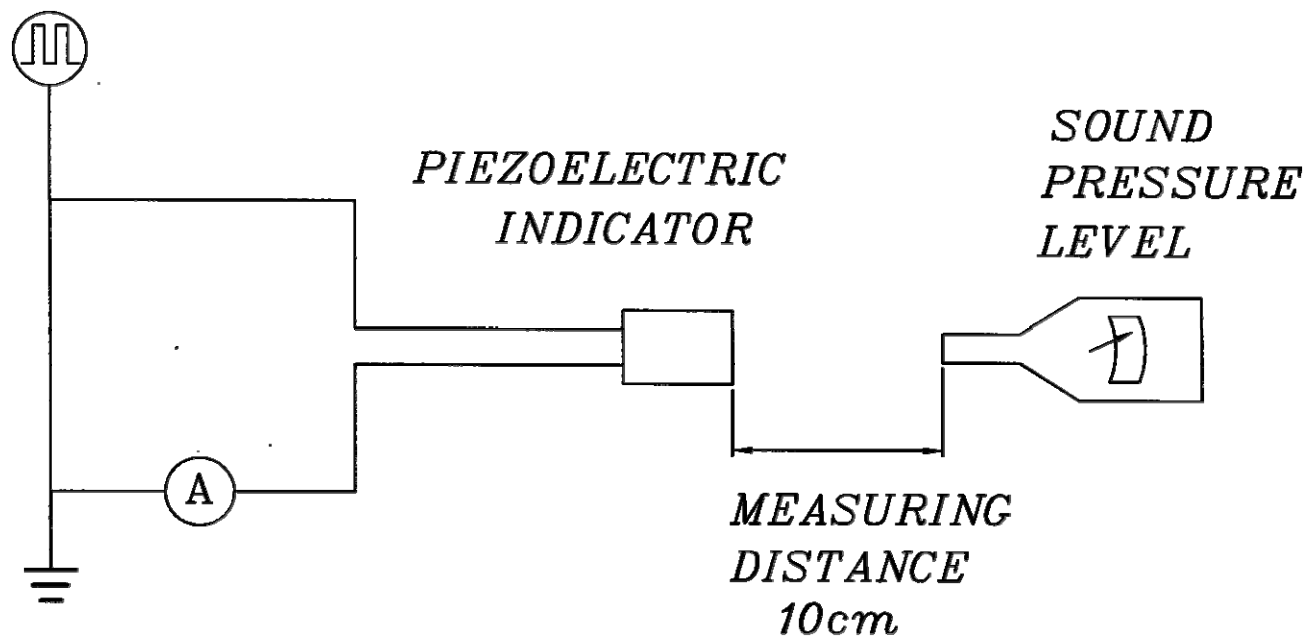 PIEZOELECTRIC
INDICATOR
SOUND
PRESSURE
LEVEL
A
MEASURING
DISTANCE
10cm